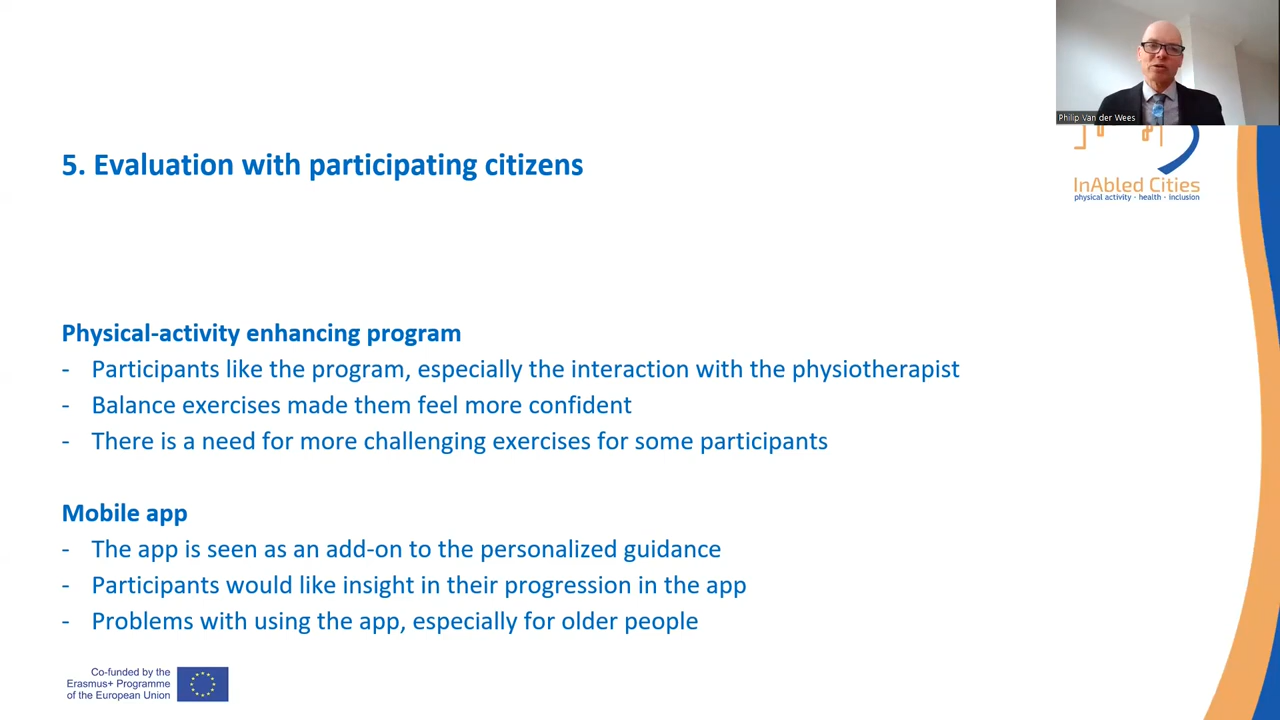 Philip Van der Wees
5. Evaluation with participating citizens
InAbled Cities
physical activity - health - inclusion
Physical-activity enhancing program
- Participants like the program, especially the interaction with the physiotherapist
- Balance exercises made them feel more confident
- There is a need for more challenging exercises for some participants
Mobile app
- The app is seen as an add-on to the personalized guidance
- Participants would like insight in their progression in the app
- Problems with using the app, especially for older people
Co-funded by the
Erasmus+ Programme
of the European Union